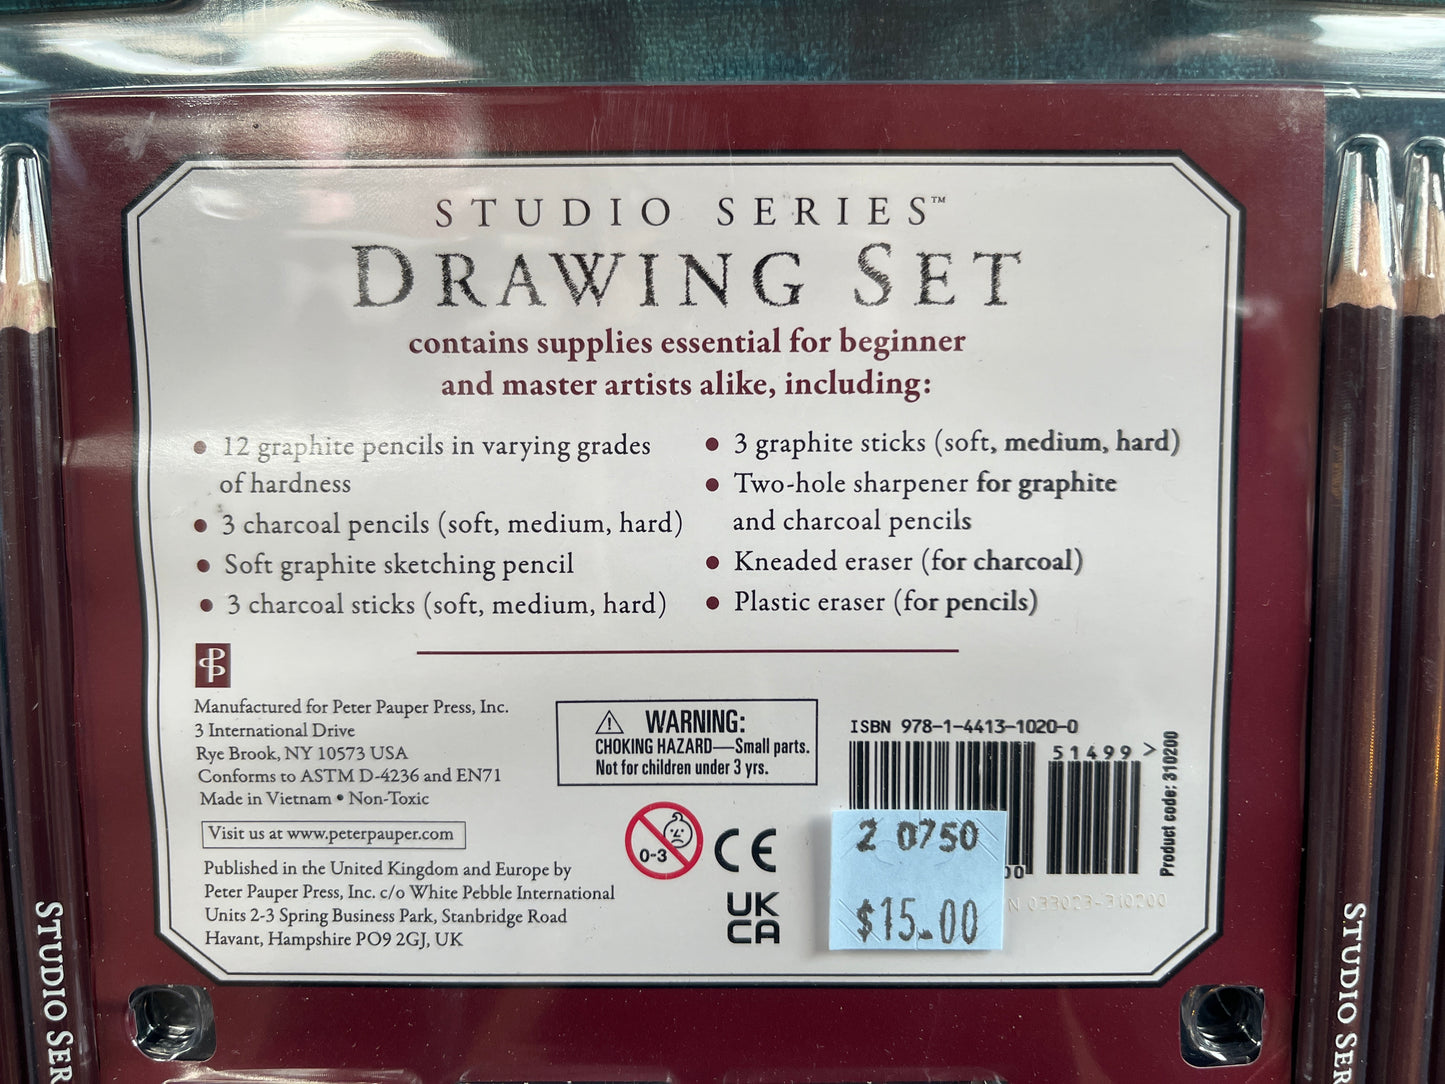 STUDIO SERIES™
DRAWING SET
contains supplies essential for beginner
and master artists alike, including:
• 12 graphite pencils in varying grades
of hardness
• 3 charcoal pencils (soft, medium, hard)
• Soft graphite sketching pencil
• 3 charcoal sticks (soft, medium, hard)
• 3 graphite sticks (soft, medium, hard)
• Two-hole sharpener for graphite
and charcoal pencils
• Kneaded eraser (for charcoal)
• Plastic eraser (for pencils)
Manufactured for Peter Pauper Press, Inc.
3 International Drive
Rye Brook, NY 10573 USA
Conforms to ASTM D-4236 and EN71
Made in Vietnam • Non-Toxic
Visit us at www.peterpauper.com
Published in the United Kingdom and Europe by
Peter Pauper Press, Inc. c/o White Pebble International
Units 2-3 Spring Business Park, Stanbridge Road
Havant, Hampshire PO9 2GJ, UK
⚠ WARNING:
CHOKING HAZARD—Small parts.
Not for children under 3 yrs.
0-3
CE
UK
CA
ISBN 978-1-4413-1020-0
51499 >
00
Product code: 310200
2 0750
$15.00
N 033023-310200
STUDIO SER
STUDIO SER